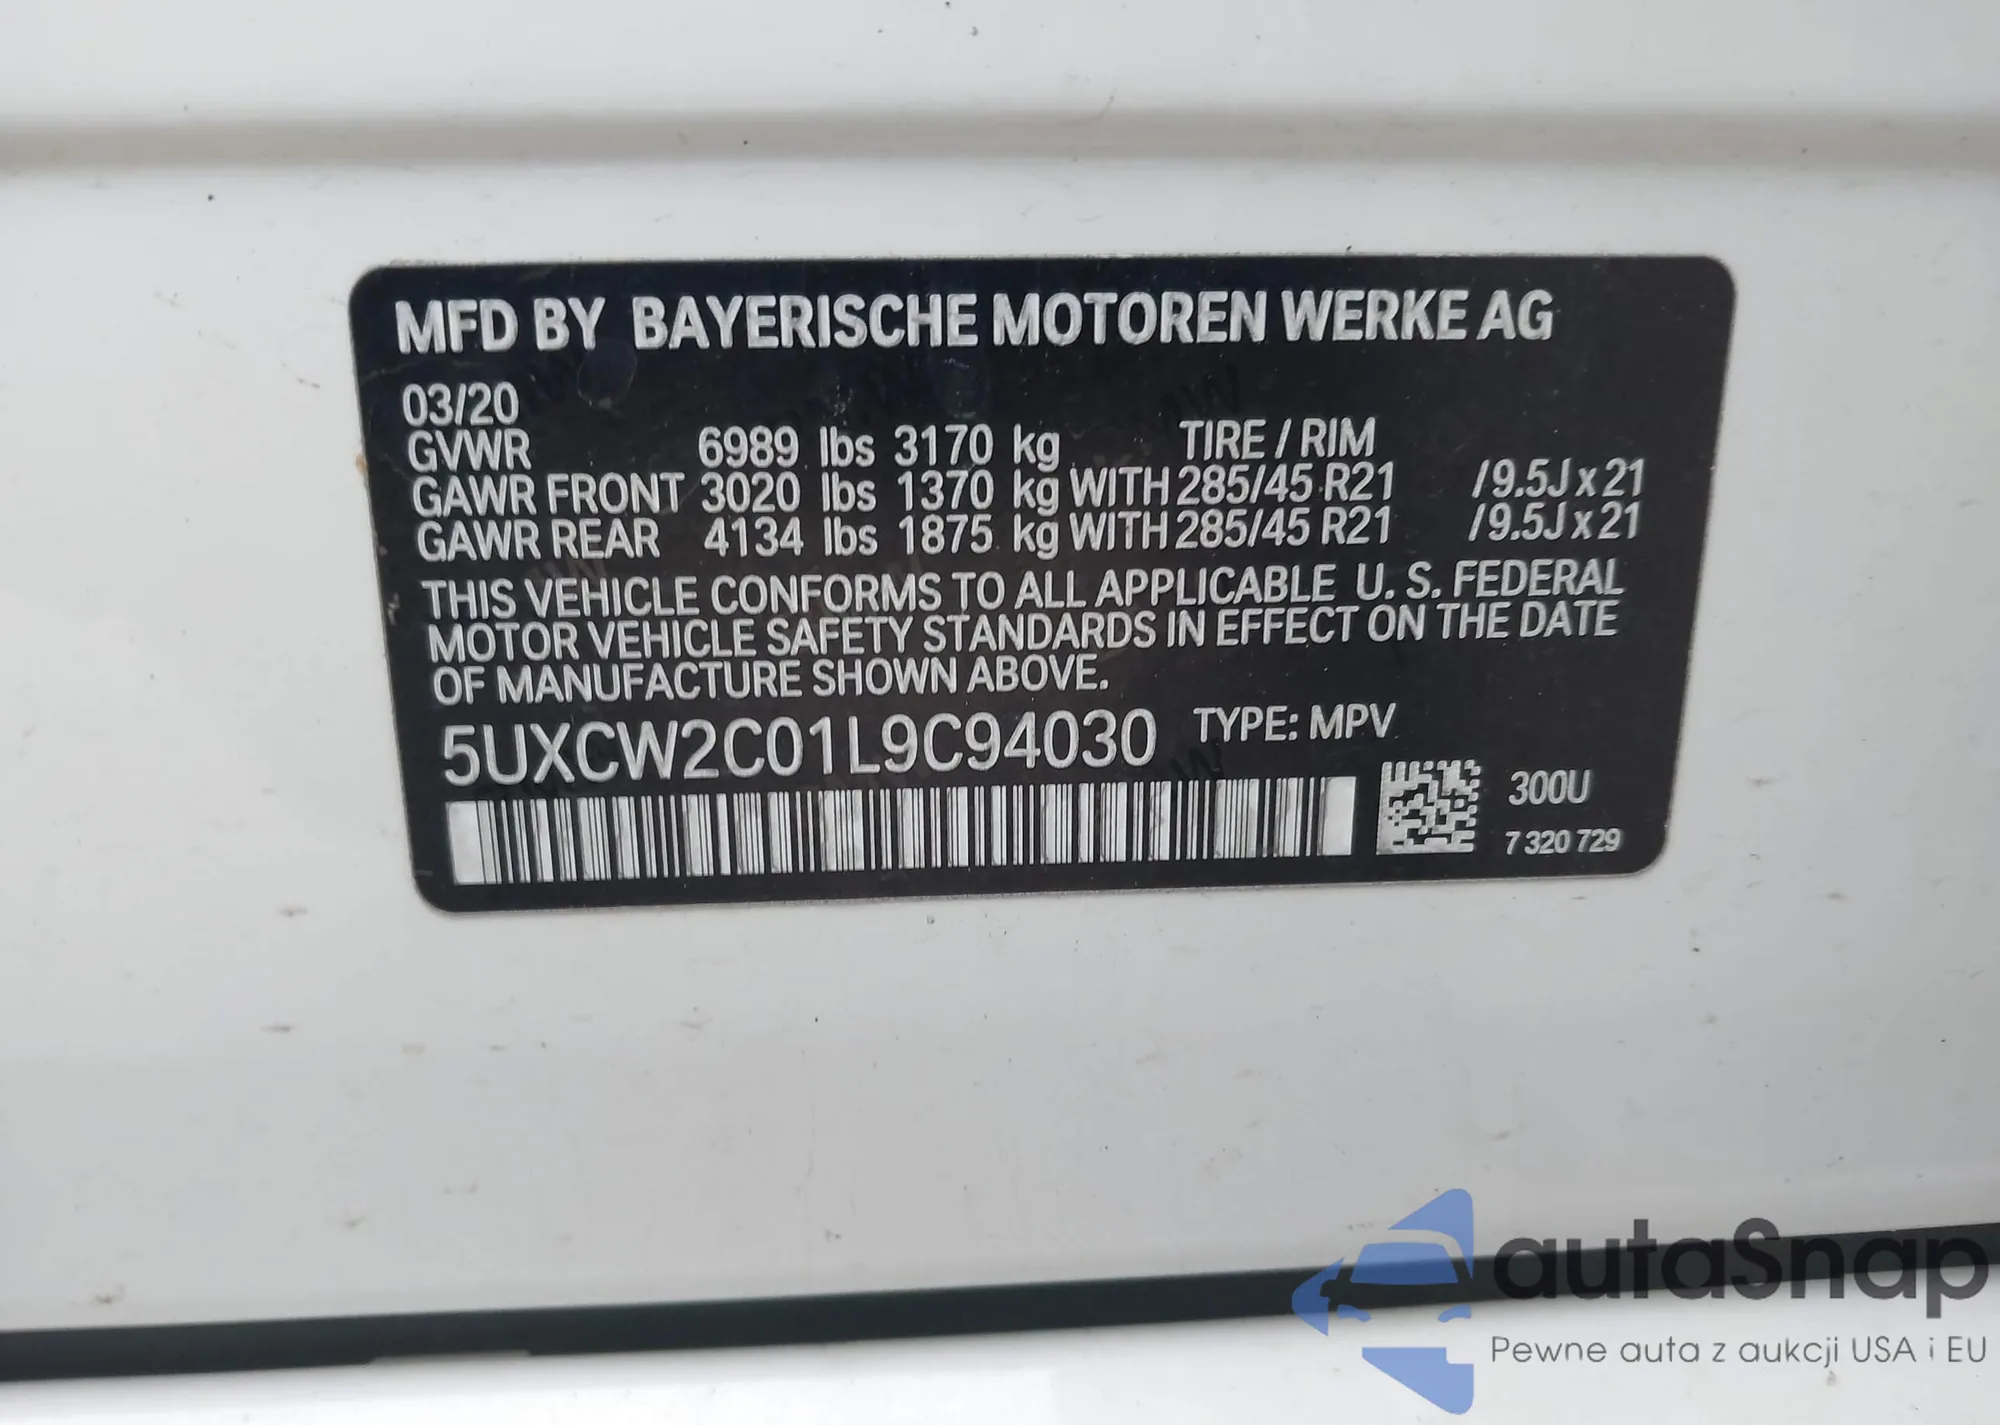 MFD BY BAYERISCHE MOTOREN WERKE AG
03/20
TIRE / RIM
GVWR 6989 lbs 3170 kg
GAWR FRONT 3020 lbs 1370 kg WITH 285/45 R21 /9.5J x 21
GAWR REAR 4134 lbs 1875 kg WITH 285/45 R21 /9.5J x 21
THIS VEHICLE CONFORMS TO ALL APPLICABLE U. S. FEDERAL
MOTOR VEHICLE SAFETY STANDARDS IN EFFECT ON THE DATE
OF MANUFACTURE SHOWN ABOVE.
5UXCW2C01L9C94030 TYPE: MPV
300U
7 320 729
autaSnap
Pewne auta z aukcji USA i EU